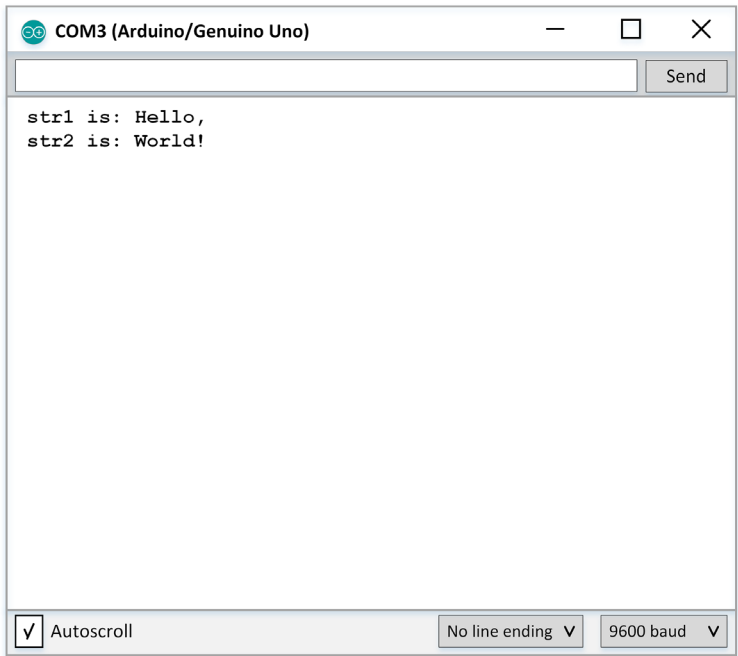 COM3 (Arduino/Genuino Uno)
Send
str1 is: Hello,
str2 is: World!
Autoscroll
No line ending
9600 baud